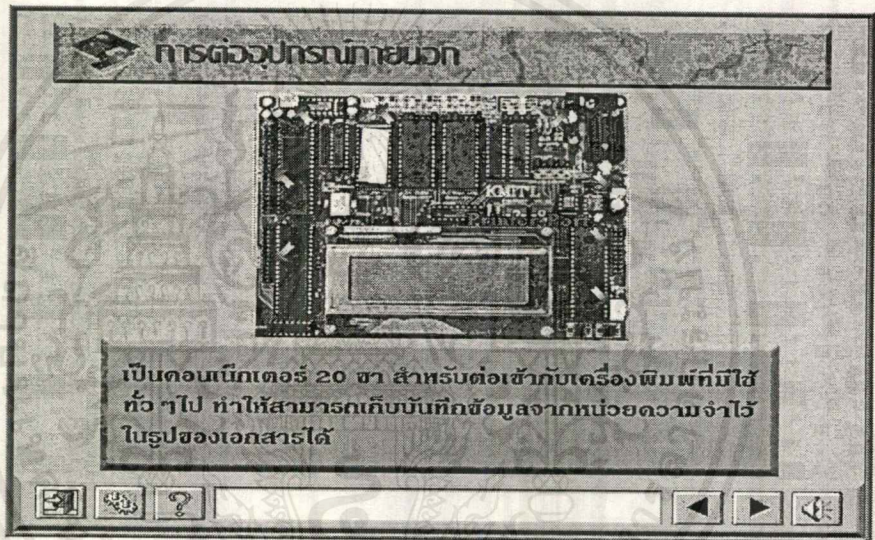 การต่ออุปกรณ์ภายนอก
KMITL
เป็นคอนเน็กเตอร์ 20 ขา สำหรับต่อเข้ากับเครื่องพิมพ์ที่มีใช้
ทั่ว ๆไป ทำให้สามารถเก็บบันทึกข้อมูลจากหน่วยความจำไว้
ในรูปของเอกสารได้